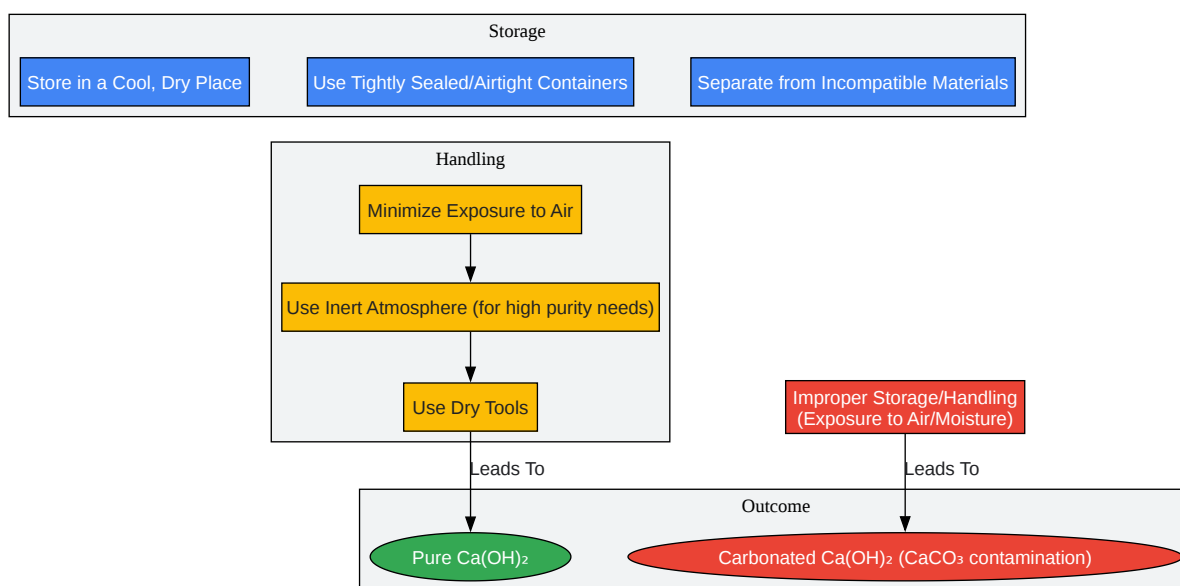 Storage
Store in a Cool, Dry Place
Use Tightly Sealed/Airtight Containers
Separate from Incompatible Materials
Handling
Minimize Exposure to Air
Use Inert Atmosphere (for high purity needs)
Use Dry Tools
Improper Storage/Handling
(Exposure to Air/Moisture)
Leads To
Leads To
Outcome
Pure Ca(OH)₂
Carbonated Ca(OH)₂ (CaCO₃ contamination)